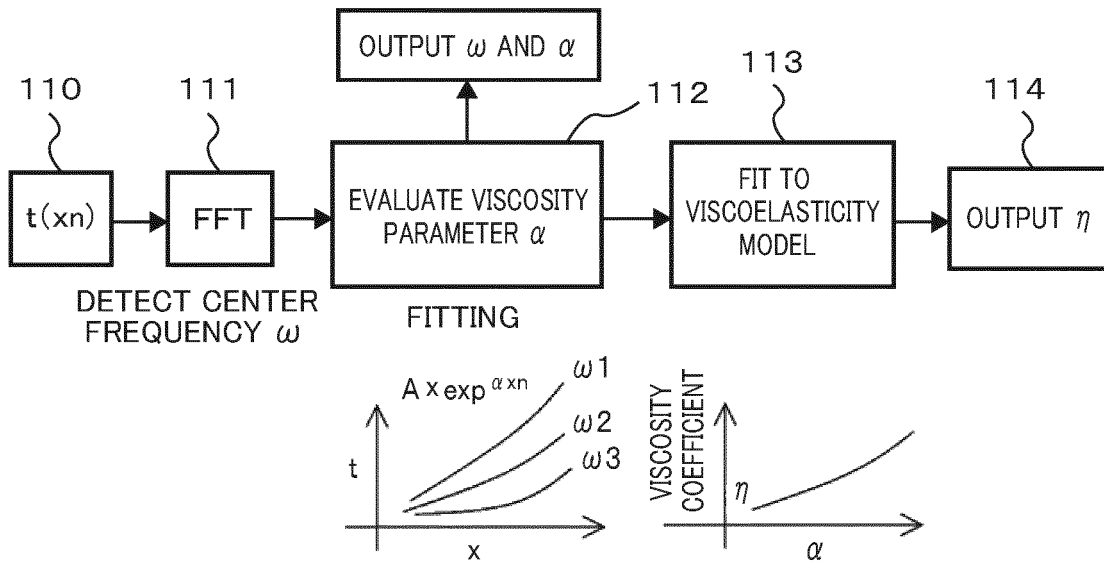 OUTPUT ω AND α
110
111
112
113
114
t(xn)
FFT
EVALUATE VISCOSITY
PARAMETER α
FIT TO
VISCOELASTICITY
MODEL
OUTPUT η
DETECT CENTER
FREQUENCY ω
FITTING
A x exp^αxn
ω1
ω2
ω3
t
x
VISCOSITY
COEFFICIENT
η
α